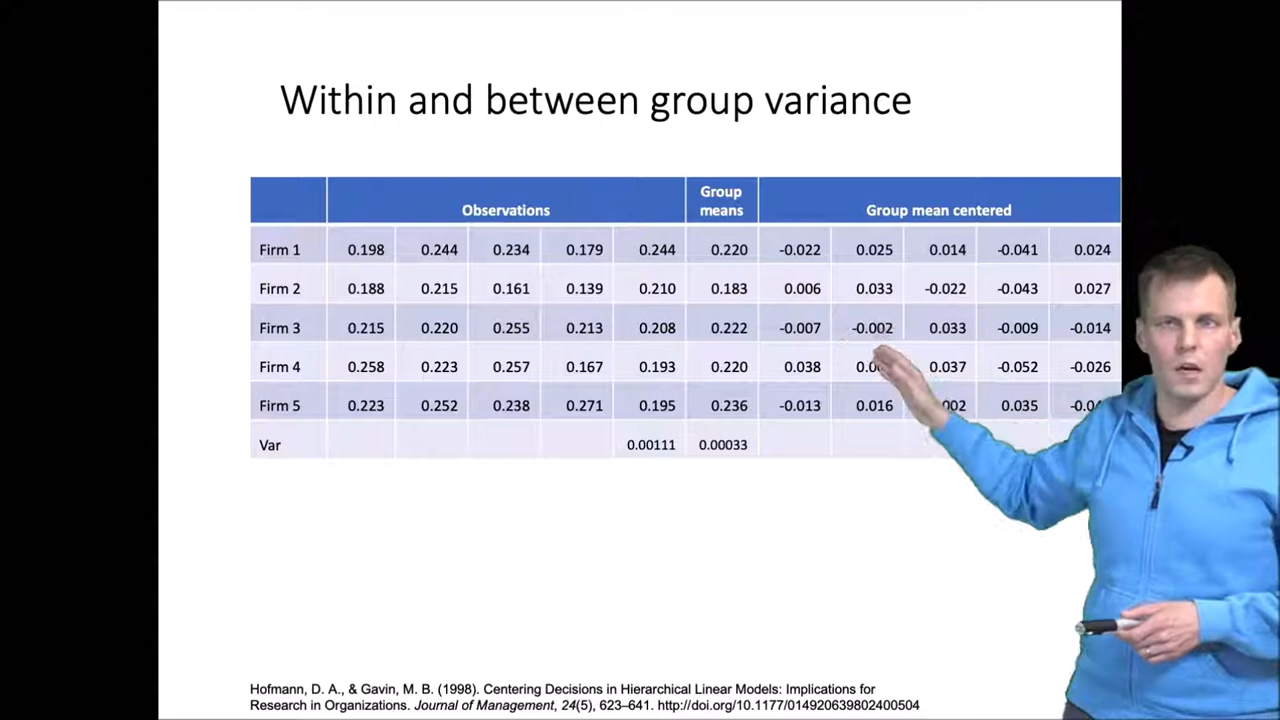 Within and between group variance
Group
Observations means Group mean centered
Firm 1 0.198 0.244 0.234 0.179 0.244 0.220 -0.022 0.025 0.014 -0.041 0.024
Firm 2 0.188 0.215 0.161 0.139 0.210 0.183 0.006 0.033 -0.022 -0.043 0.027
Firm 3 0.215 0.220 0.255 0.213 0.208 0.222 -0.007 -0.002 0.033 -0.009 -0.014
Firm 4 0.258 0.223 0.257 0.167 0.193 0.220 0.038 0.037 -0.052 -0.026
Firm 5 0.223 0.252 0.238 0.271 0.195 0.236 -0.013 0.016 0.035
Var 0.00111 0.00033
Hofmann, D. A., & Gavin, M. B. (1998). Centering Decisions in Hierarchical Linear Models: Implications for
Research in Organizations. Journal of Management, 24(5), 623–641. http://doi.org/10.1177/014920639802400504